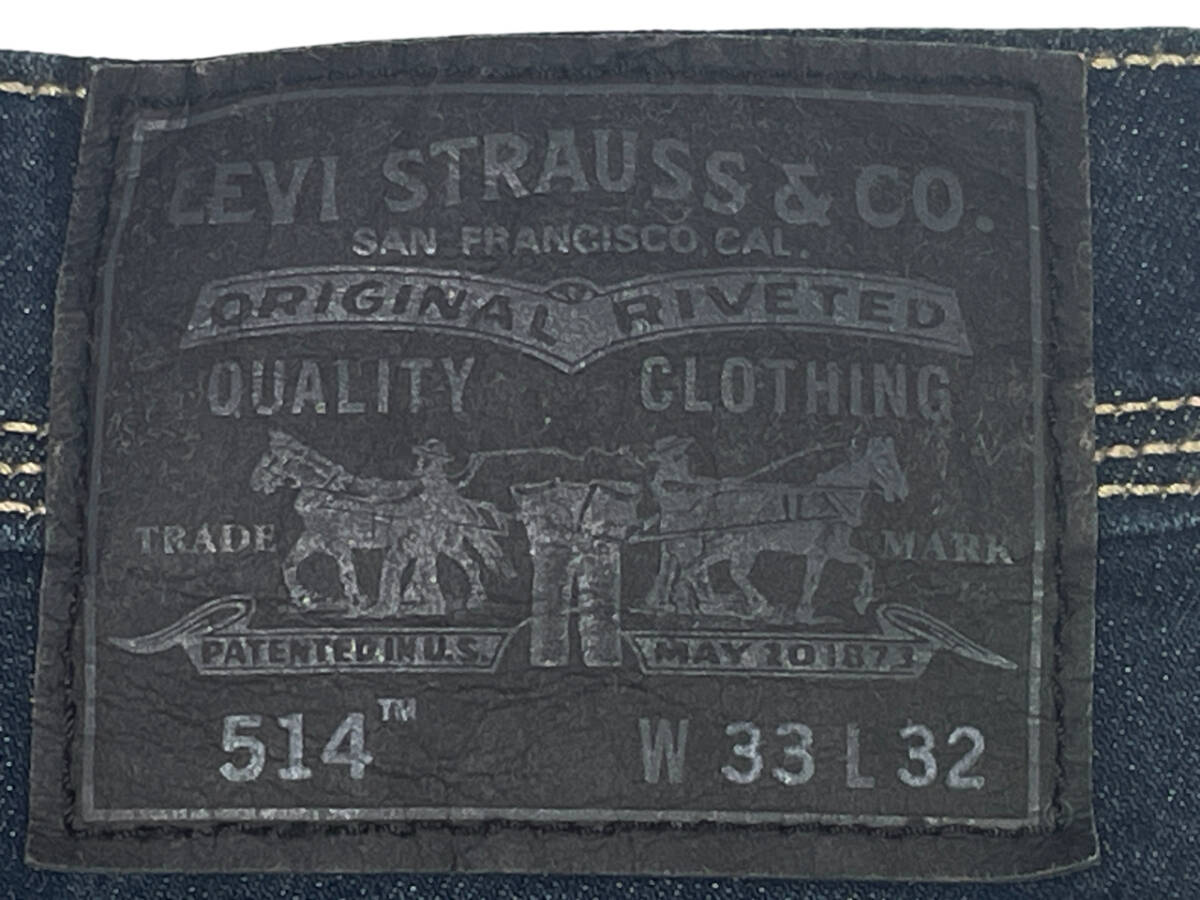 LEVI STRAUSS & CO.
SAN FRANCISCO, CAL.
ORIGINAL RIVETED
QUALITY CLOTHING
TRADE MARK
PATENTED IN U.S. MAY 20 1873
514™ W 33 L 32